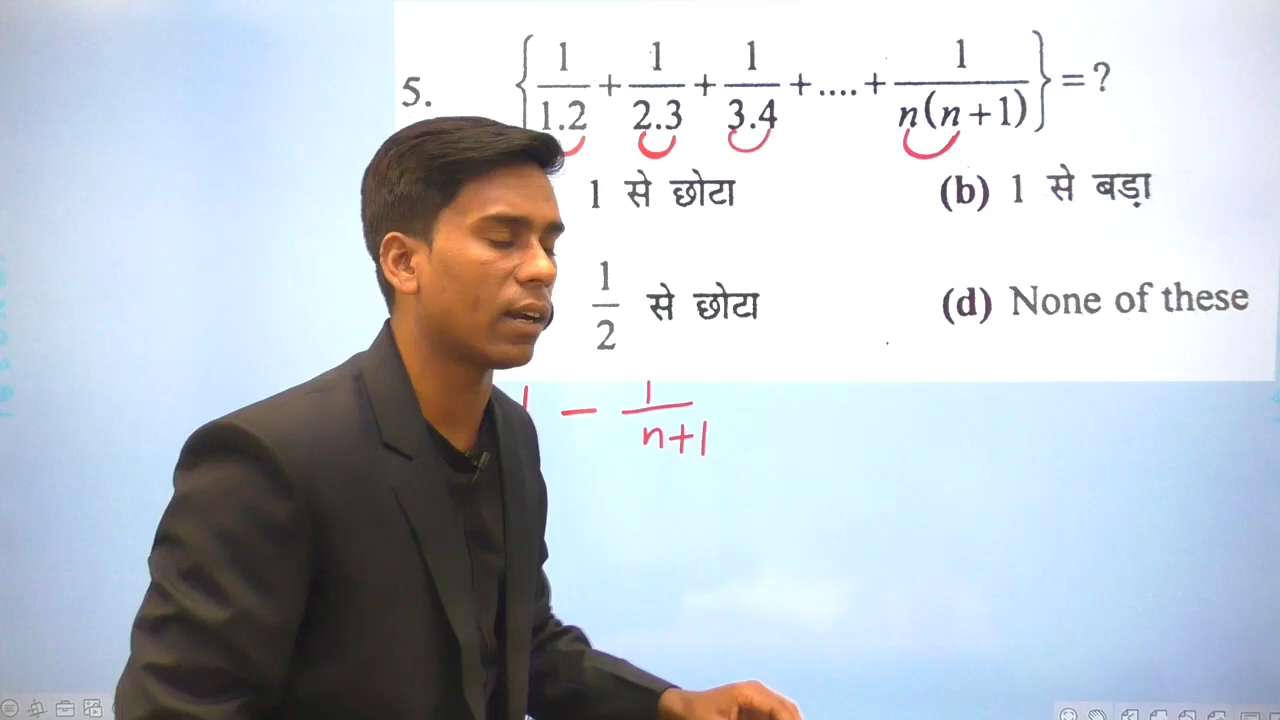 5. {1/1.2 + 1/2.3 + 1/3.4 + .... + 1/n(n+1)} = ?
1 से छोटा (b) 1 से बड़ा
1/2 से छोटा (d) None of these
1 - 1/n+1